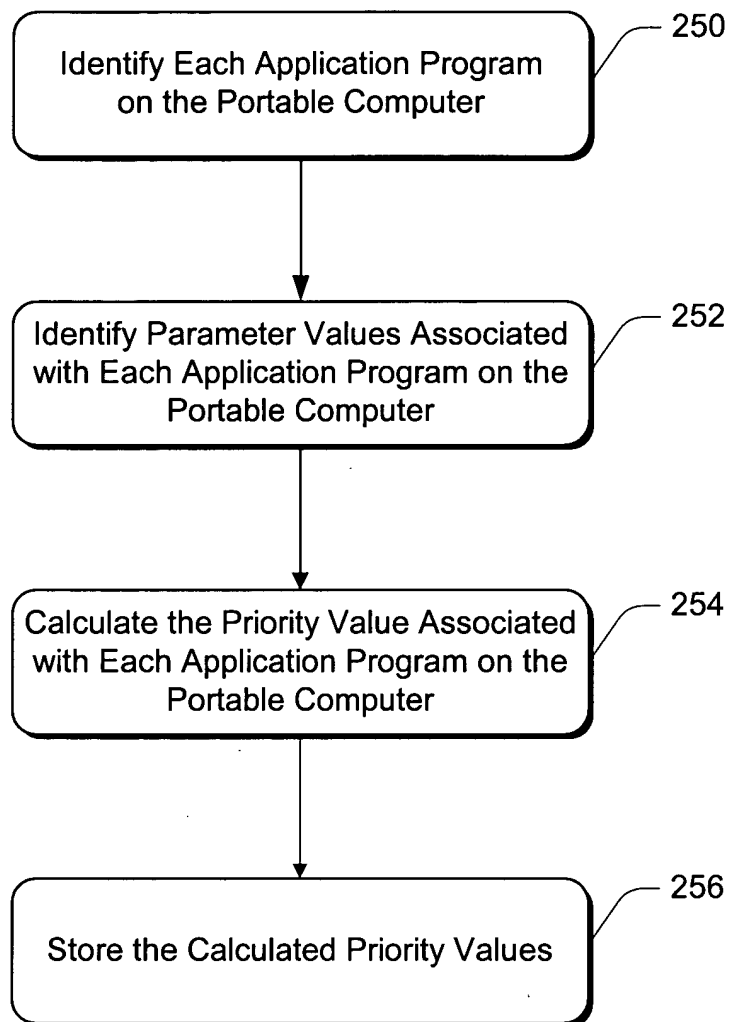 250
Identify Each Application Program
on the Portable Computer
252
Identify Parameter Values Associated
with Each Application Program on the
Portable Computer
254
Calculate the Priority Value Associated
with Each Application Program on the
Portable Computer
256
Store the Calculated Priority Values